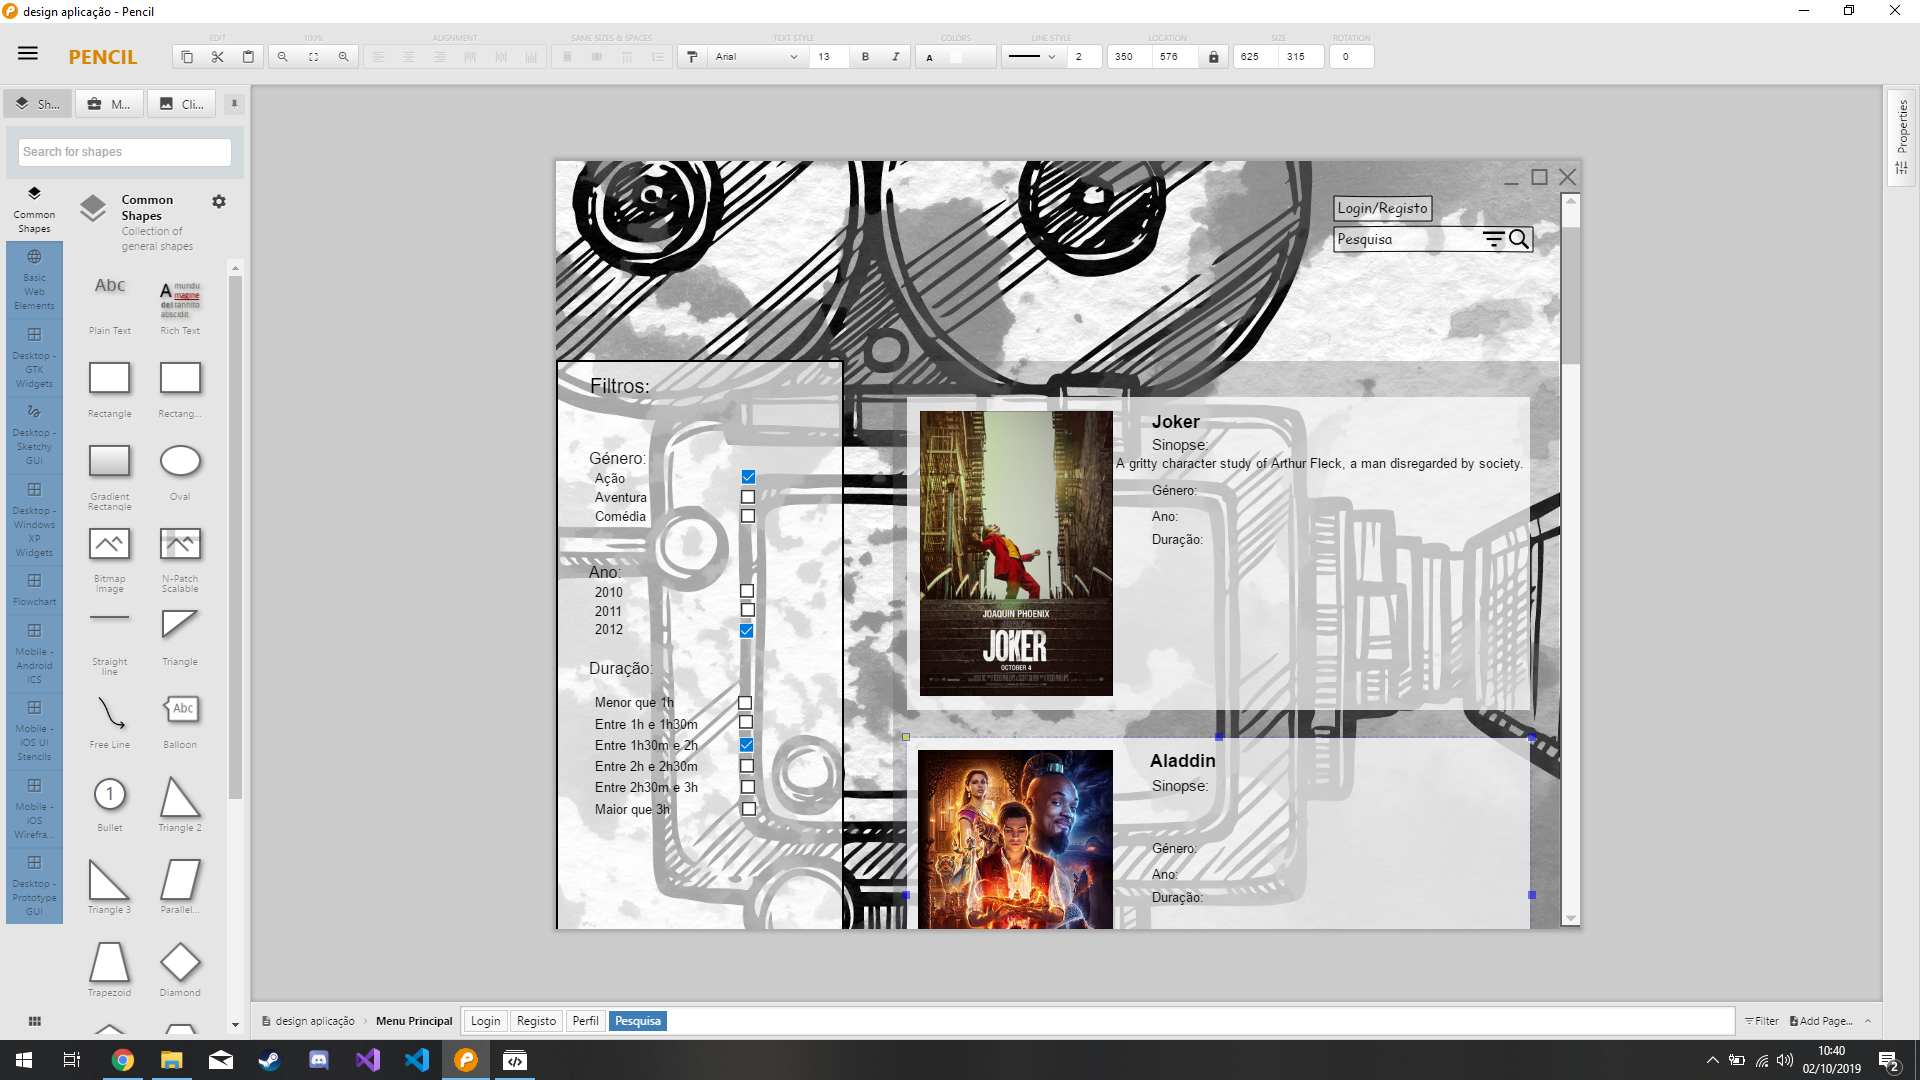 design aplicação - Pencil
EDIT
100%
ALIGNMENT
SAME SIZES & SPACES
TEXT STYLE
COLORS
LINE STYLE
LOCATION
SIZE
ROTATION
PENCIL
Arial
13
B
I
A
2
350
576
625
315
0
Sh...
M...
Cli...
Properties
Search for shapes
Common Shapes
Basic Web Elements
Desktop - GTK Widgets
Desktop - Sketchy GUI
Desktop - Windows XP Widgets
Flowchart
Mobile - Android ICS
Mobile - iOS UI Stencils
Mobile - iOS Wirefra...
Desktop - Prototype GUI
Common Shapes
Collection of general shapes
Abc
A mundu
imagine
del tannito
abscidit
Plain Text
Rich Text
Rectangle
Rectang...
Gradient Rectangle
Oval
Bitmap Image
N-Patch Scalable
Straight line
Triangle
Abc
Free Line
Balloon
1
Bullet
Triangle 2
Triangle 3
Parallel...
Trapezoid
Diamond
Login/Registo
Pesquisa
Filtros:
Género:
Ação
Aventura
Comédia
Ano:
2010
2011
2012
Duração:
Menor que 1h
Entre 1h e 1h30m
Entre 1h30m e 2h
Entre 2h e 2h30m
Entre 2h30m e 3h
Maior que 3h
JOAQUIN PHOENIX
JOKER
OCTOBER 4
Joker
Sinopse:
A gritty character study of Arthur Fleck, a man disregarded by society.
Género:
Ano:
Duração:
Aladdin
Sinopse:
Género:
Ano:
Duração:
design aplicação
Menu Principal
Login
Registo
Perfil
Pesquisa
Filter
Add Page...
10:40
02/10/2019
2